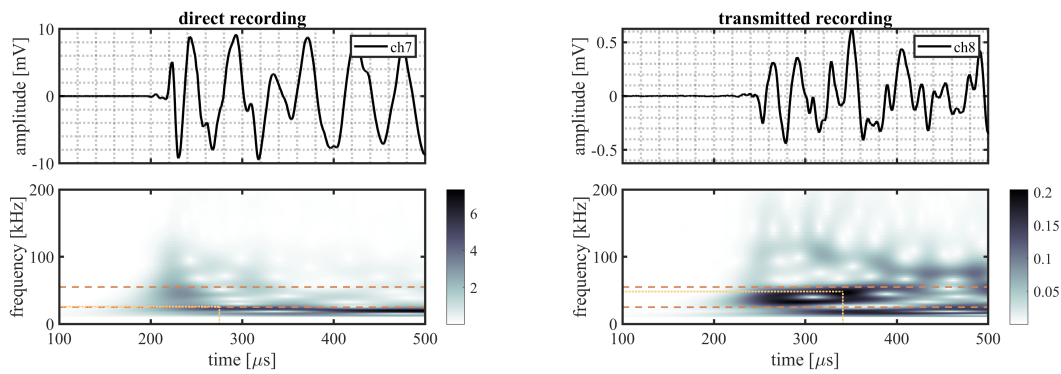 direct recording
10
0
-10
amplitude [mV]
ch7
200
100
0
frequency [kHz]
100
200
300
400
500
time [μs]
6
4
2
transmitted recording
0.5
0
-0.5
amplitude [mV]
ch8
200
100
0
frequency [kHz]
100
200
300
400
500
time [μs]
0.2
0.15
0.1
0.05